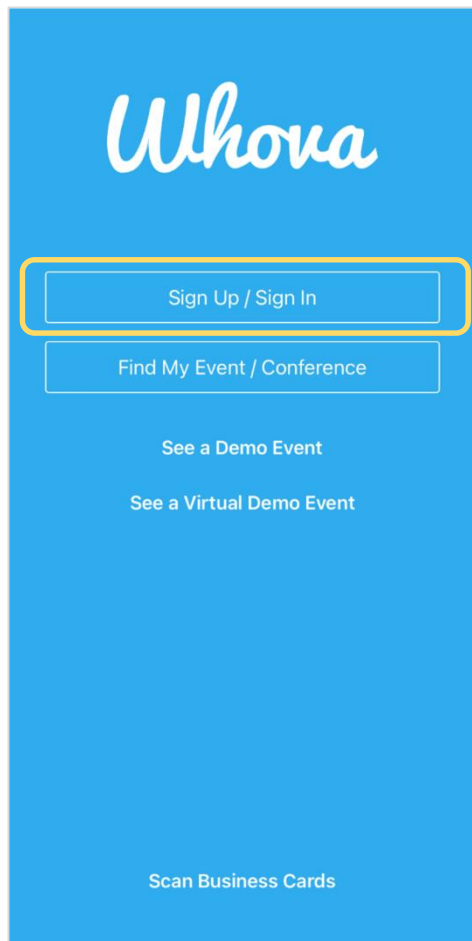 Whova
Sign Up / Sign In
Find My Event / Conference
See a Demo Event
See a Virtual Demo Event
Scan Business Cards